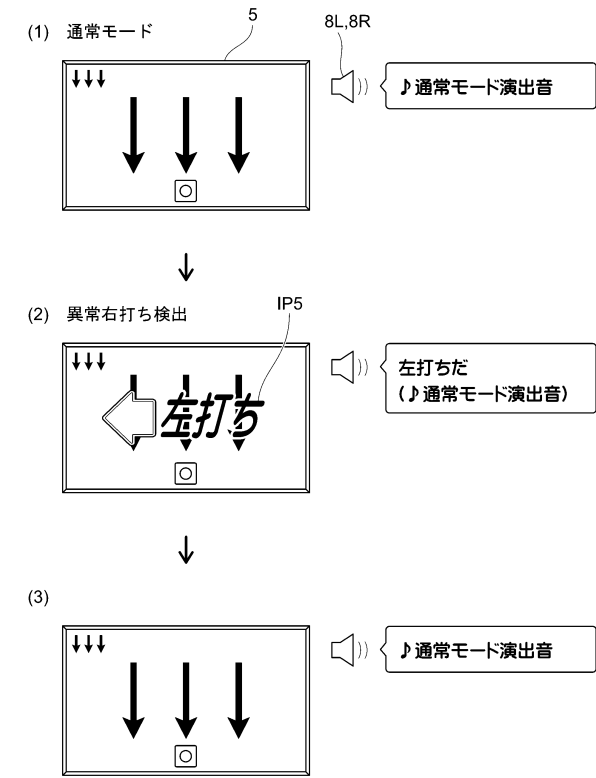 (1) 通常モード
5
8L,8R
♪通常モード演出音
(2) 異常右打ち検出
IP5
左打ち
左打ちだ
(♪通常モード演出音)
(3)
♪通常モード演出音